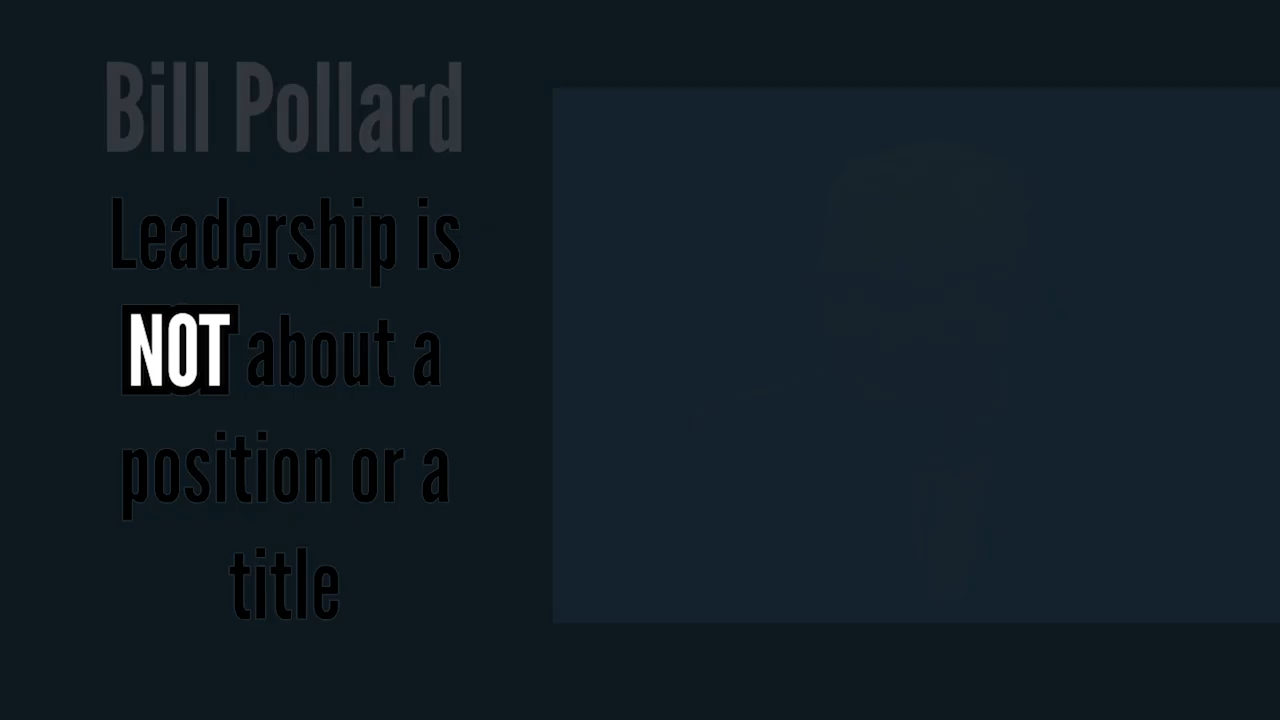 Bill Pollard
Leadership is
NOT about a
position or a
title